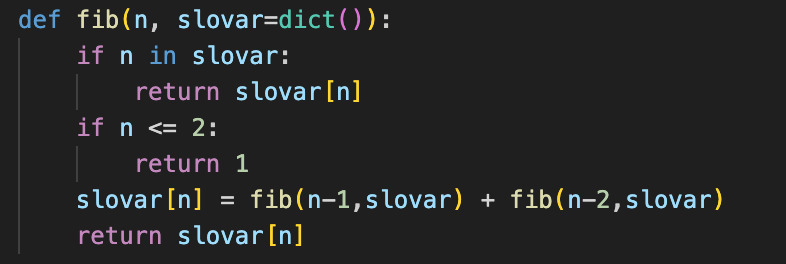 def fib(n, slovar=dict()):
    if n in slovar:
        return slovar[n]
    if n <= 2:
        return 1
    slovar[n] = fib(n-1,slovar) + fib(n-2,slovar)
    return slovar[n]